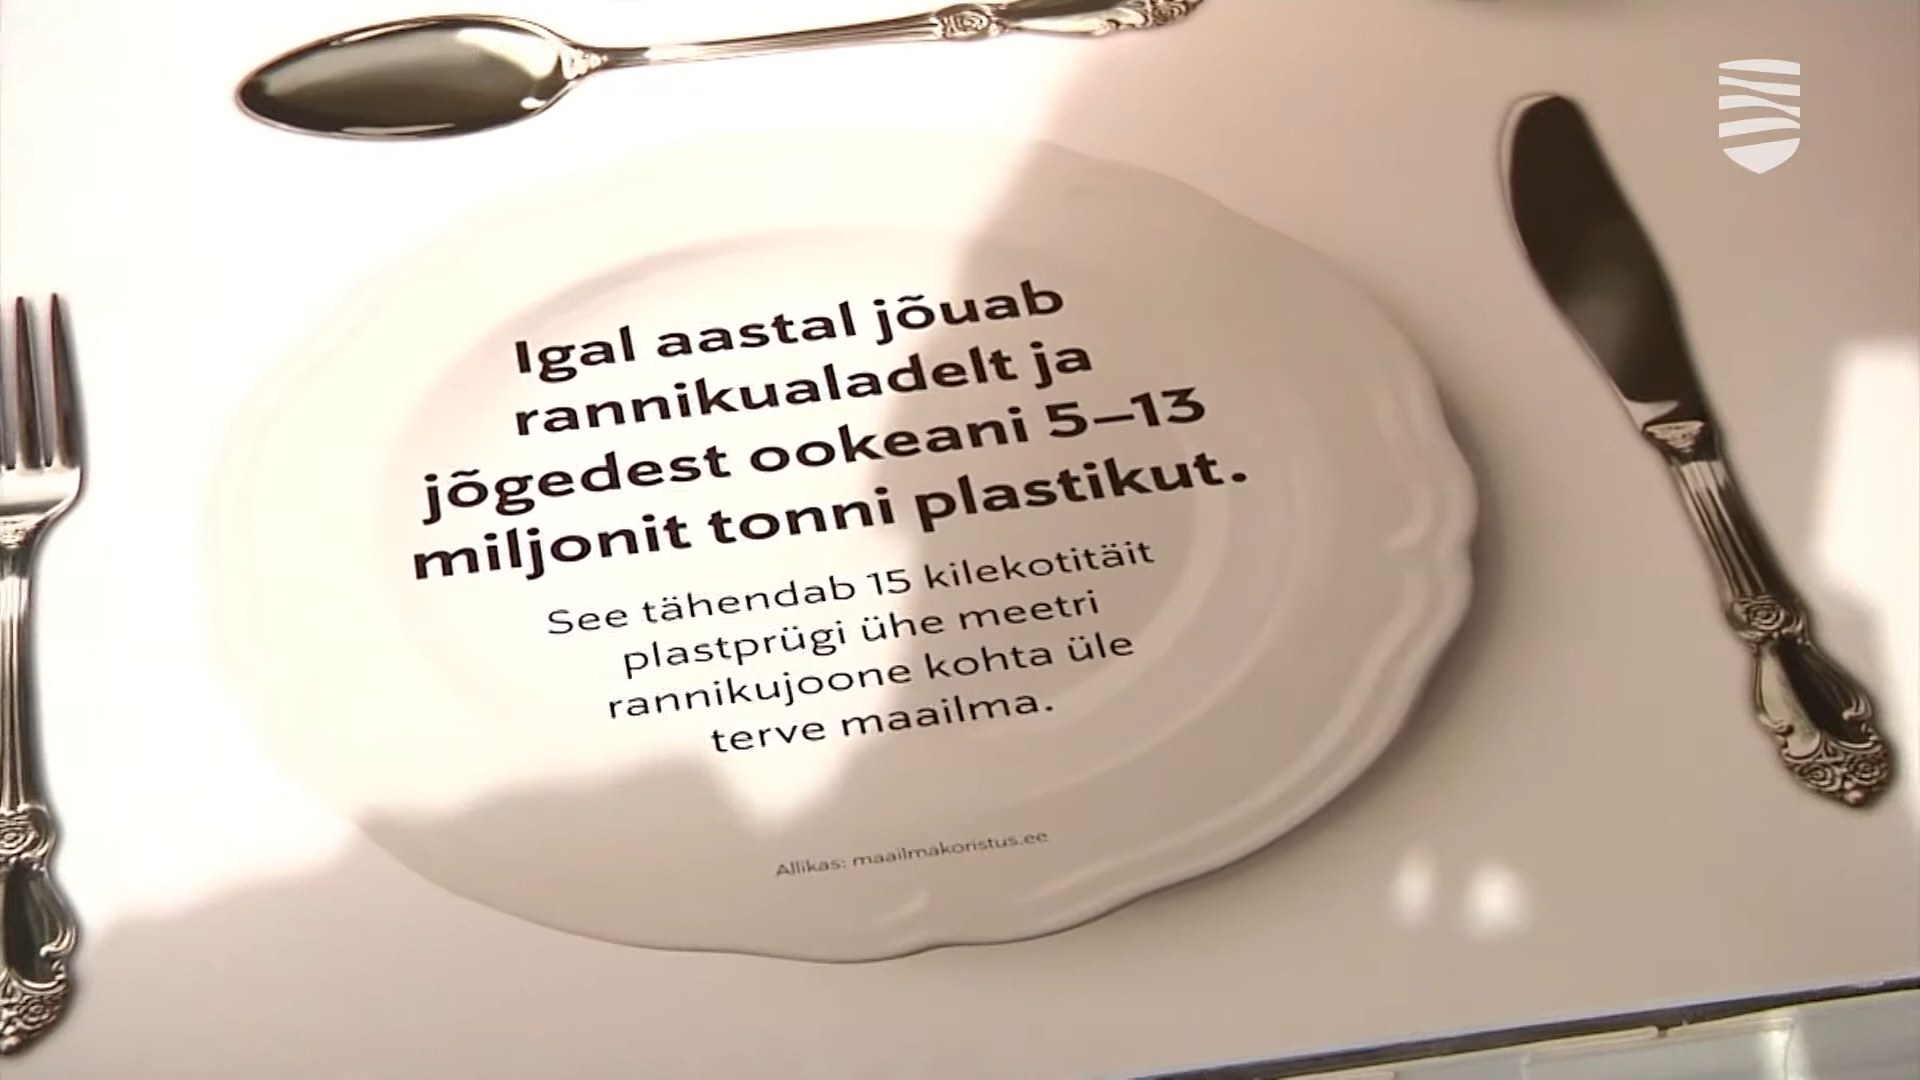 Igal aastal jõuab
rannikualadelt ja
jõgedest ookeani 5–13
miljonit tonni plastikut.
See tähendab 15 kilekotitäit
plastprügi ühe meetri
rannikujoone kohta üle
terve maailma.
Allikas: maailmakoristus.ee